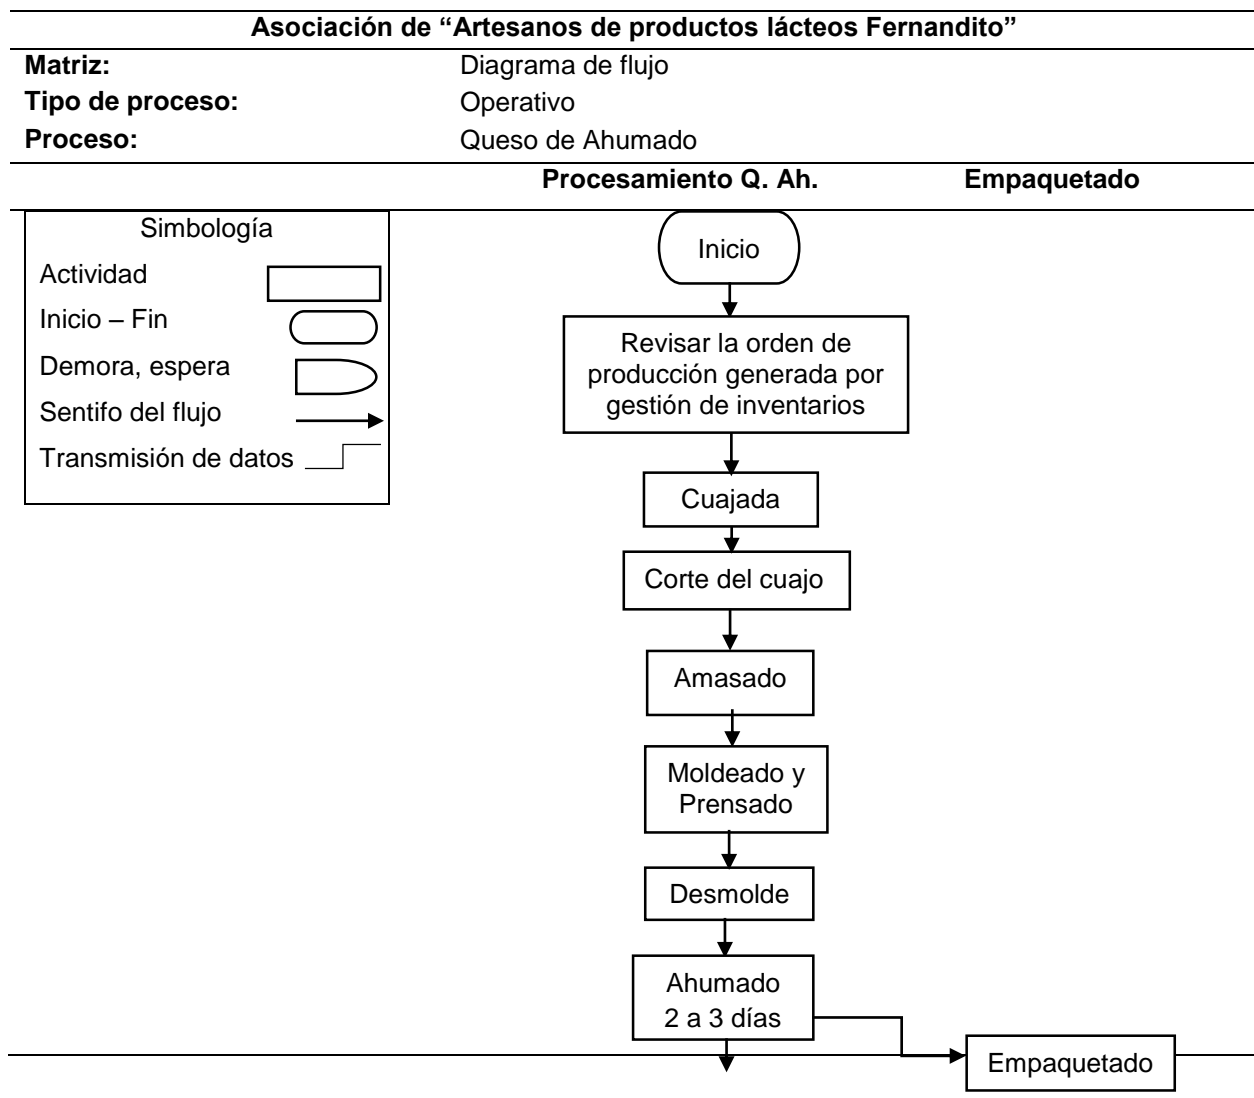 Asociación de “Artesanos de productos lácteos Fernandito”
Matriz: Diagrama de flujo
Tipo de proceso: Operativo
Proceso: Queso de Ahumado
Procesamiento Q. Ah. Empaquetado
Simbología
Actividad
Inicio – Fin
Demora, espera
Sentifo del flujo
Transmisión de datos
Inicio
Revisar la orden de
producción generada por
gestión de inventarios
Cuajada
Corte del cuajo
Amasado
Moldeado y
Prensado
Desmolde
Ahumado
2 a 3 días
Empaquetado